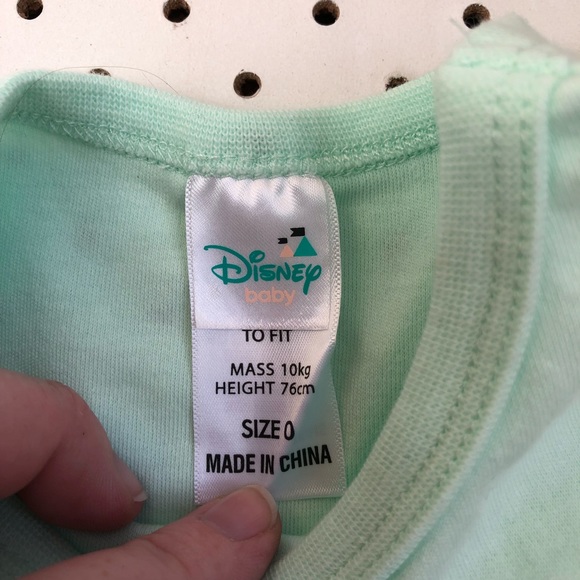 Disney
baby
TO FIT
MASS 10kg
HEIGHT 76cm
SIZE 0
MADE IN CHINA